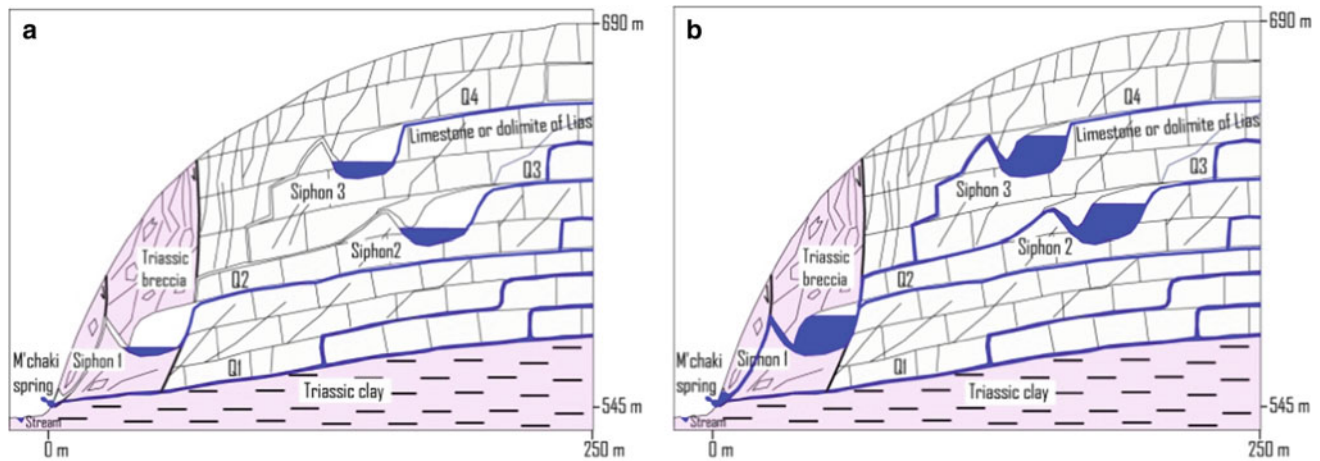 a
690 m
Q4
Limestone or dolimite of Lias
Q3
Siphon 3
Siphon2
Triassic
breccia
Q2
M'chaki
spring
Siphon 1
Q1
Triassic clay
545 m
Stream
0 m
250 m
b
690 m
Q4
Limestone or dolimite of Lias
Q3
Siphon 3
Siphon 2
Triassic
breccia
Q2
M'chaki
spring
Siphon 1
Q1
Triassic clay
545 m
Stream
0 m
250 m